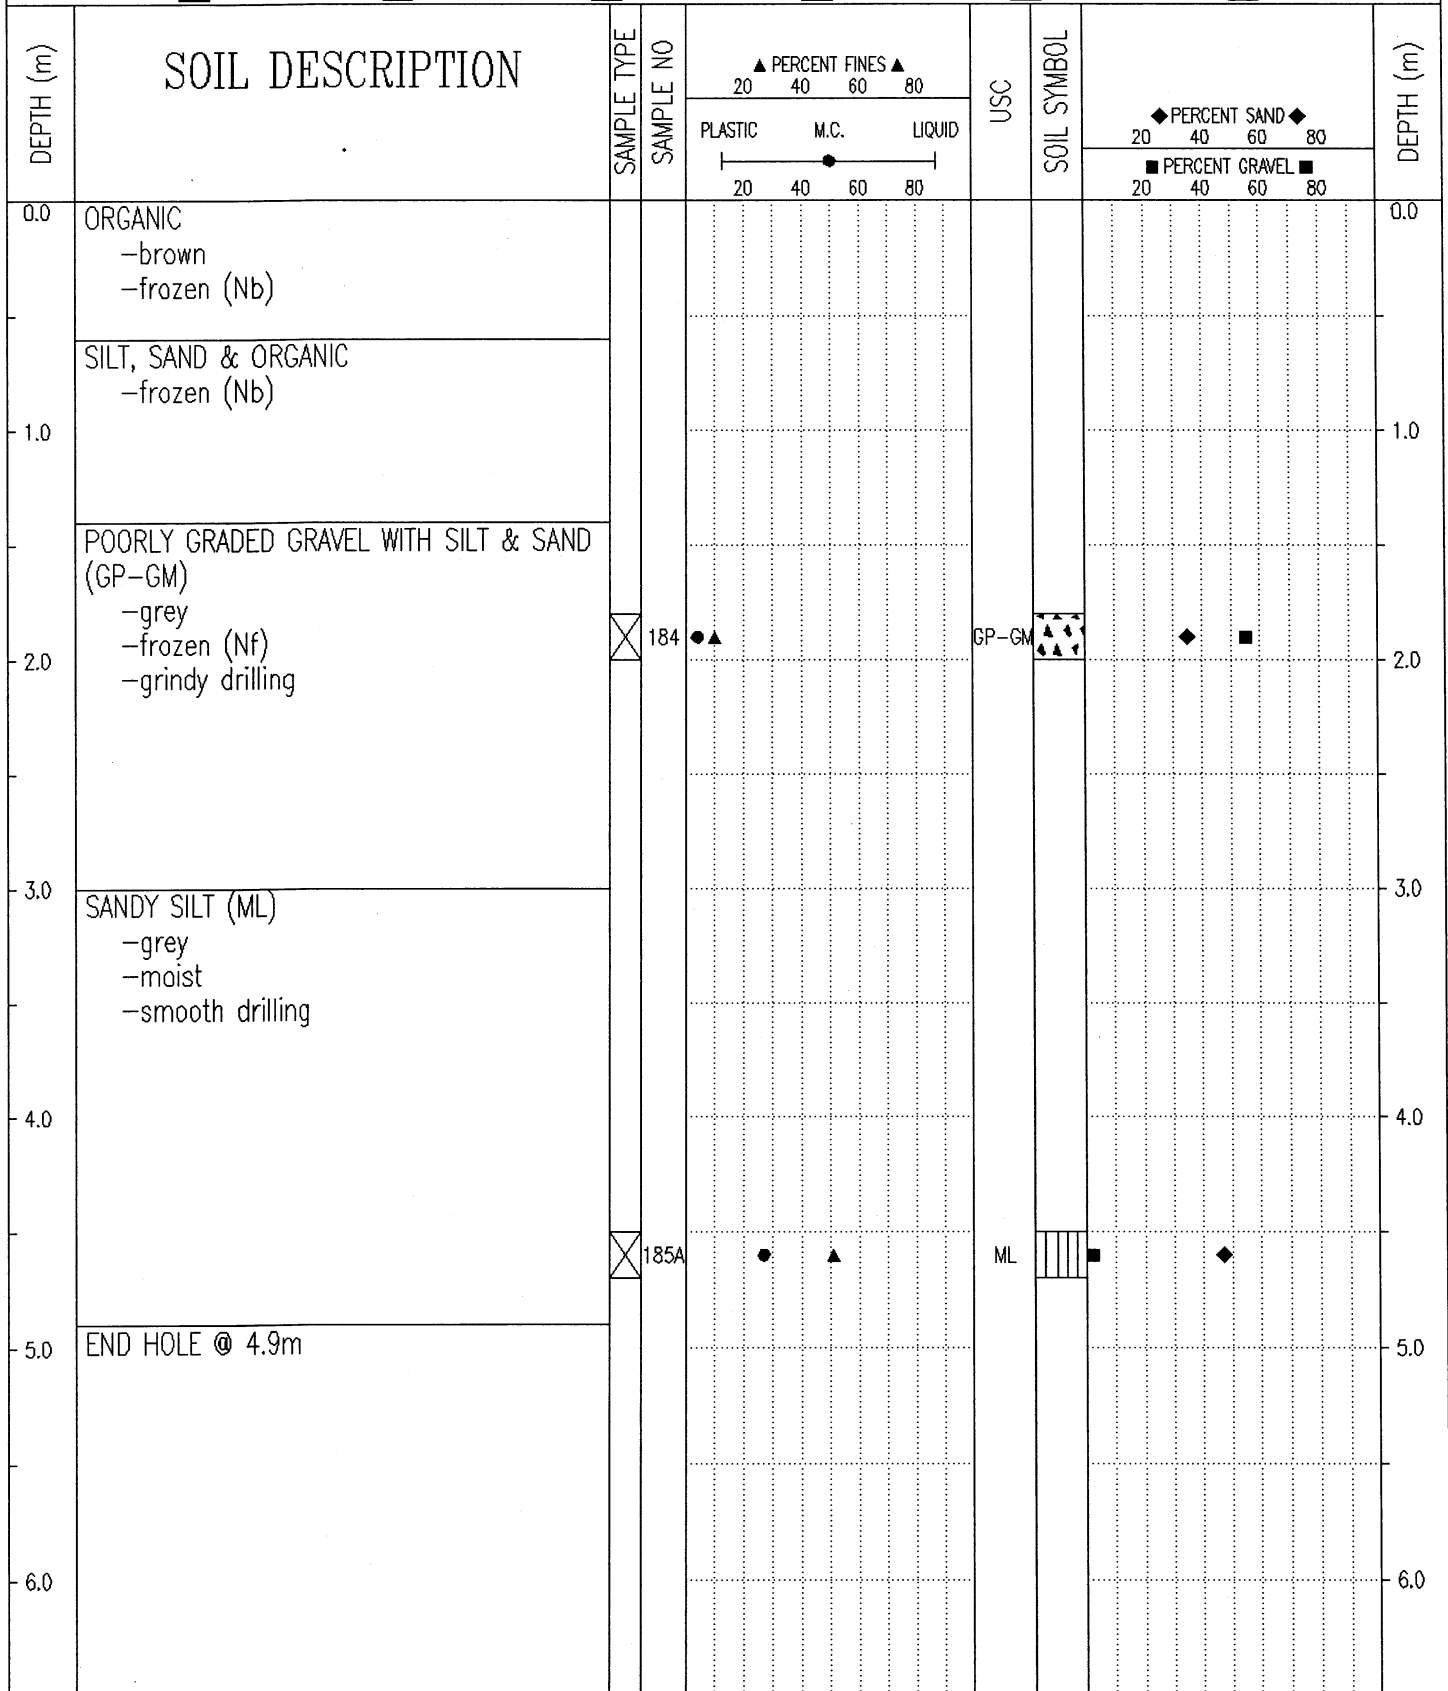 DEPTH (m)
SOIL DESCRIPTION
SAMPLE TYPE
SAMPLE NO
▲ PERCENT FINES ▲
20 40 60 80
PLASTIC M.C. LIQUID
20 40 60 80
USC
SOIL SYMBOL
◆ PERCENT SAND ◆
20 40 60 80
■ PERCENT GRAVEL ■
20 40 60 80
DEPTH (m)
0.0 0.0
ORGANIC
-brown
-frozen (Nb)
SILT, SAND & ORGANIC
-frozen (Nb)
1.0 1.0
POORLY GRADED GRAVEL WITH SILT & SAND
(GP-GM)
-grey
184 GP-GM
-frozen (Nf)
2.0 2.0
-grindy drilling
3.0 3.0
SANDY SILT (ML)
-grey
-moist
-smooth drilling
4.0 4.0
185A ML
END HOLE @ 4.9m
5.0 5.0
6.0 6.0